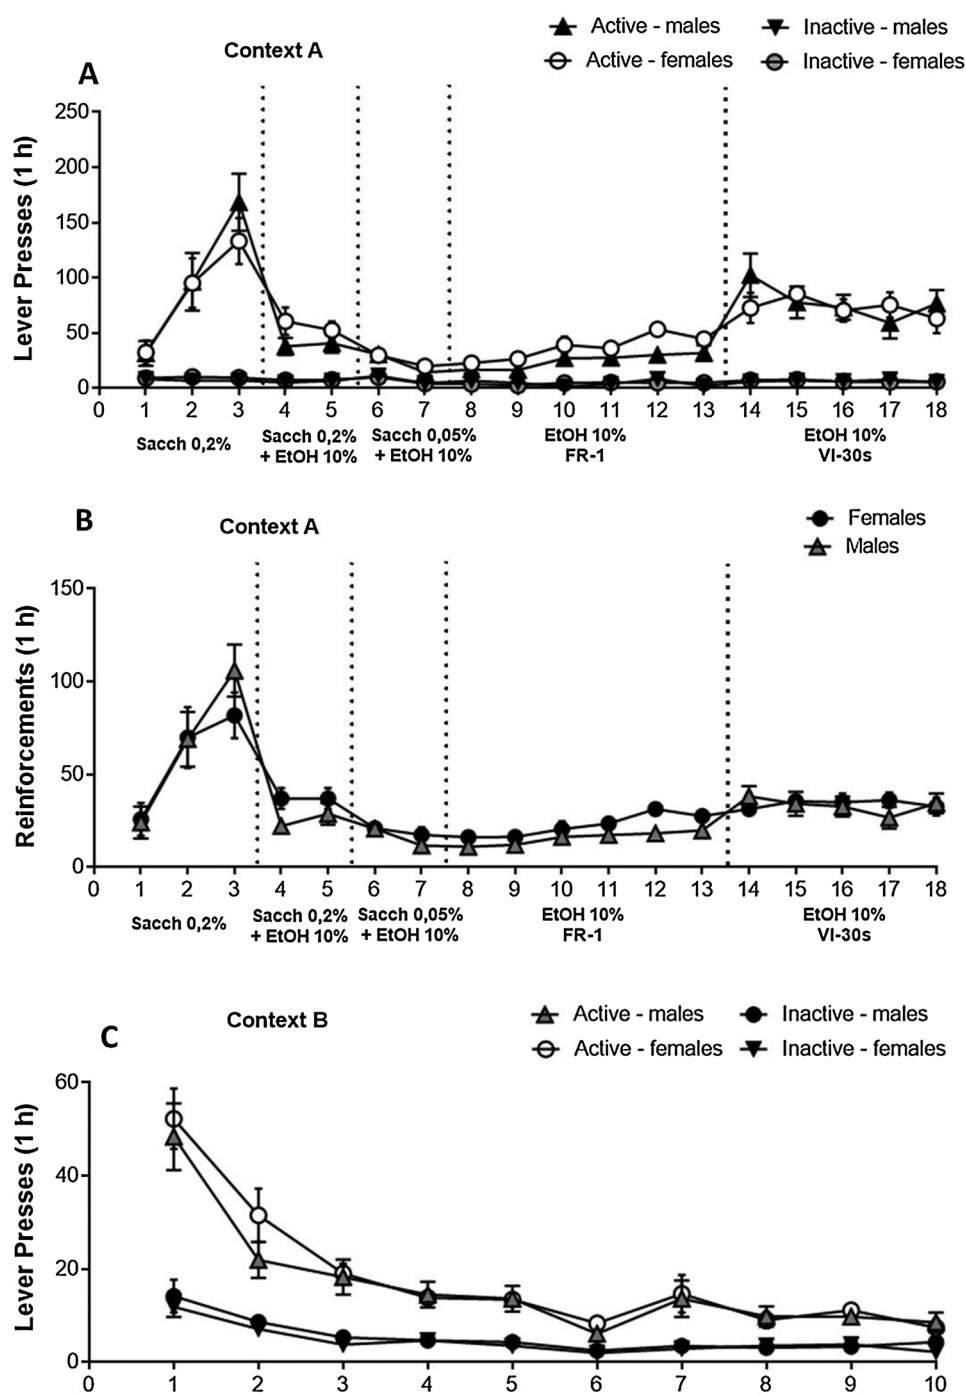 Context A
Active - males
Inactive - males
A
Active - females
Inactive - females
Lever Presses (1 h)
250
200
150
100
50
0
0 1 2 3 4 5 6 7 8 9 10 11 12 13 14 15 16 17 18
Sacch 0,2%
Sacch 0,2%
+ EtOH 10%
Sacch 0,05%
+ EtOH 10%
EtOH 10%
FR-1
EtOH 10%
VI-30s
B
Context A
Females
Males
Reinforcements (1 h)
150
100
50
0
0 1 2 3 4 5 6 7 8 9 10 11 12 13 14 15 16 17 18
Sacch 0,2%
Sacch 0,2%
+ EtOH 10%
Sacch 0,05%
+ EtOH 10%
EtOH 10%
FR-1
EtOH 10%
VI-30s
C
Context B
Active - males
Inactive - males
Active - females
Inactive - females
Lever Presses (1 h)
60
40
20
0
0 1 2 3 4 5 6 7 8 9 10